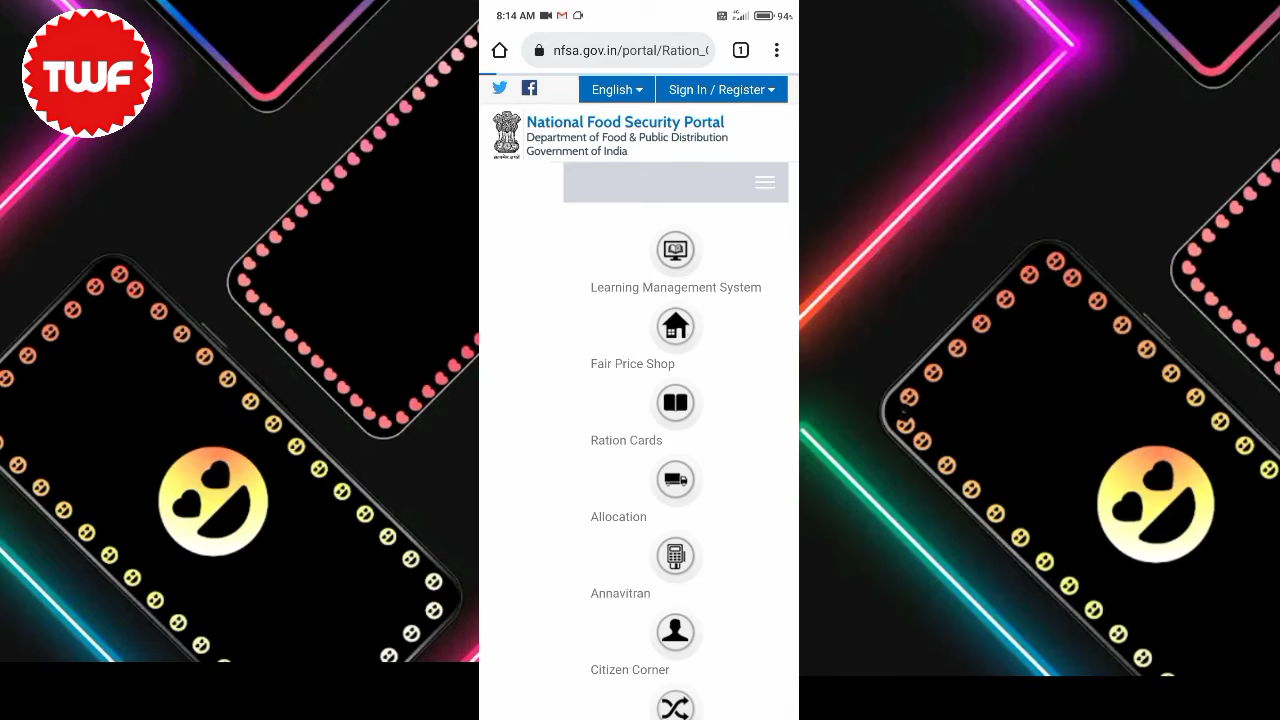 TWF
8:14 AM
94%
nfsa.gov.in/portal/Ration_
1
English
Sign In / Register
National Food Security Portal
Department of Food & Public Distribution
Government of India
Learning Management System
Fair Price Shop
Ration Cards
Allocation
Annavitran
Citizen Corner